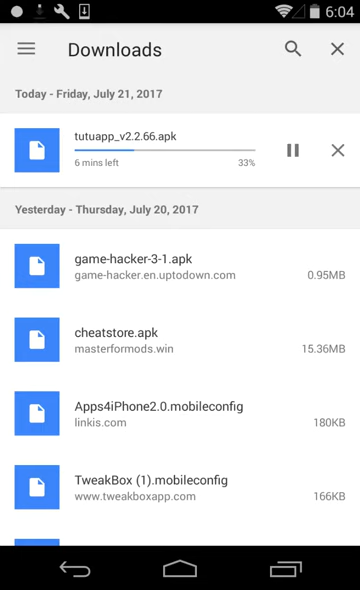 6:04
Downloads
Today - Friday, July 21, 2017
tutuapp_v2.2.66.apk
6 mins left 33%
Yesterday - Thursday, July 20, 2017
game-hacker-3-1.apk
game-hacker.en.uptodown.com 0.95MB
cheatstore.apk
masterformods.win 15.36MB
Apps4iPhone2.0.mobileconfig
linkis.com 180KB
TweakBox (1).mobileconfig
www.tweakboxapp.com 166KB